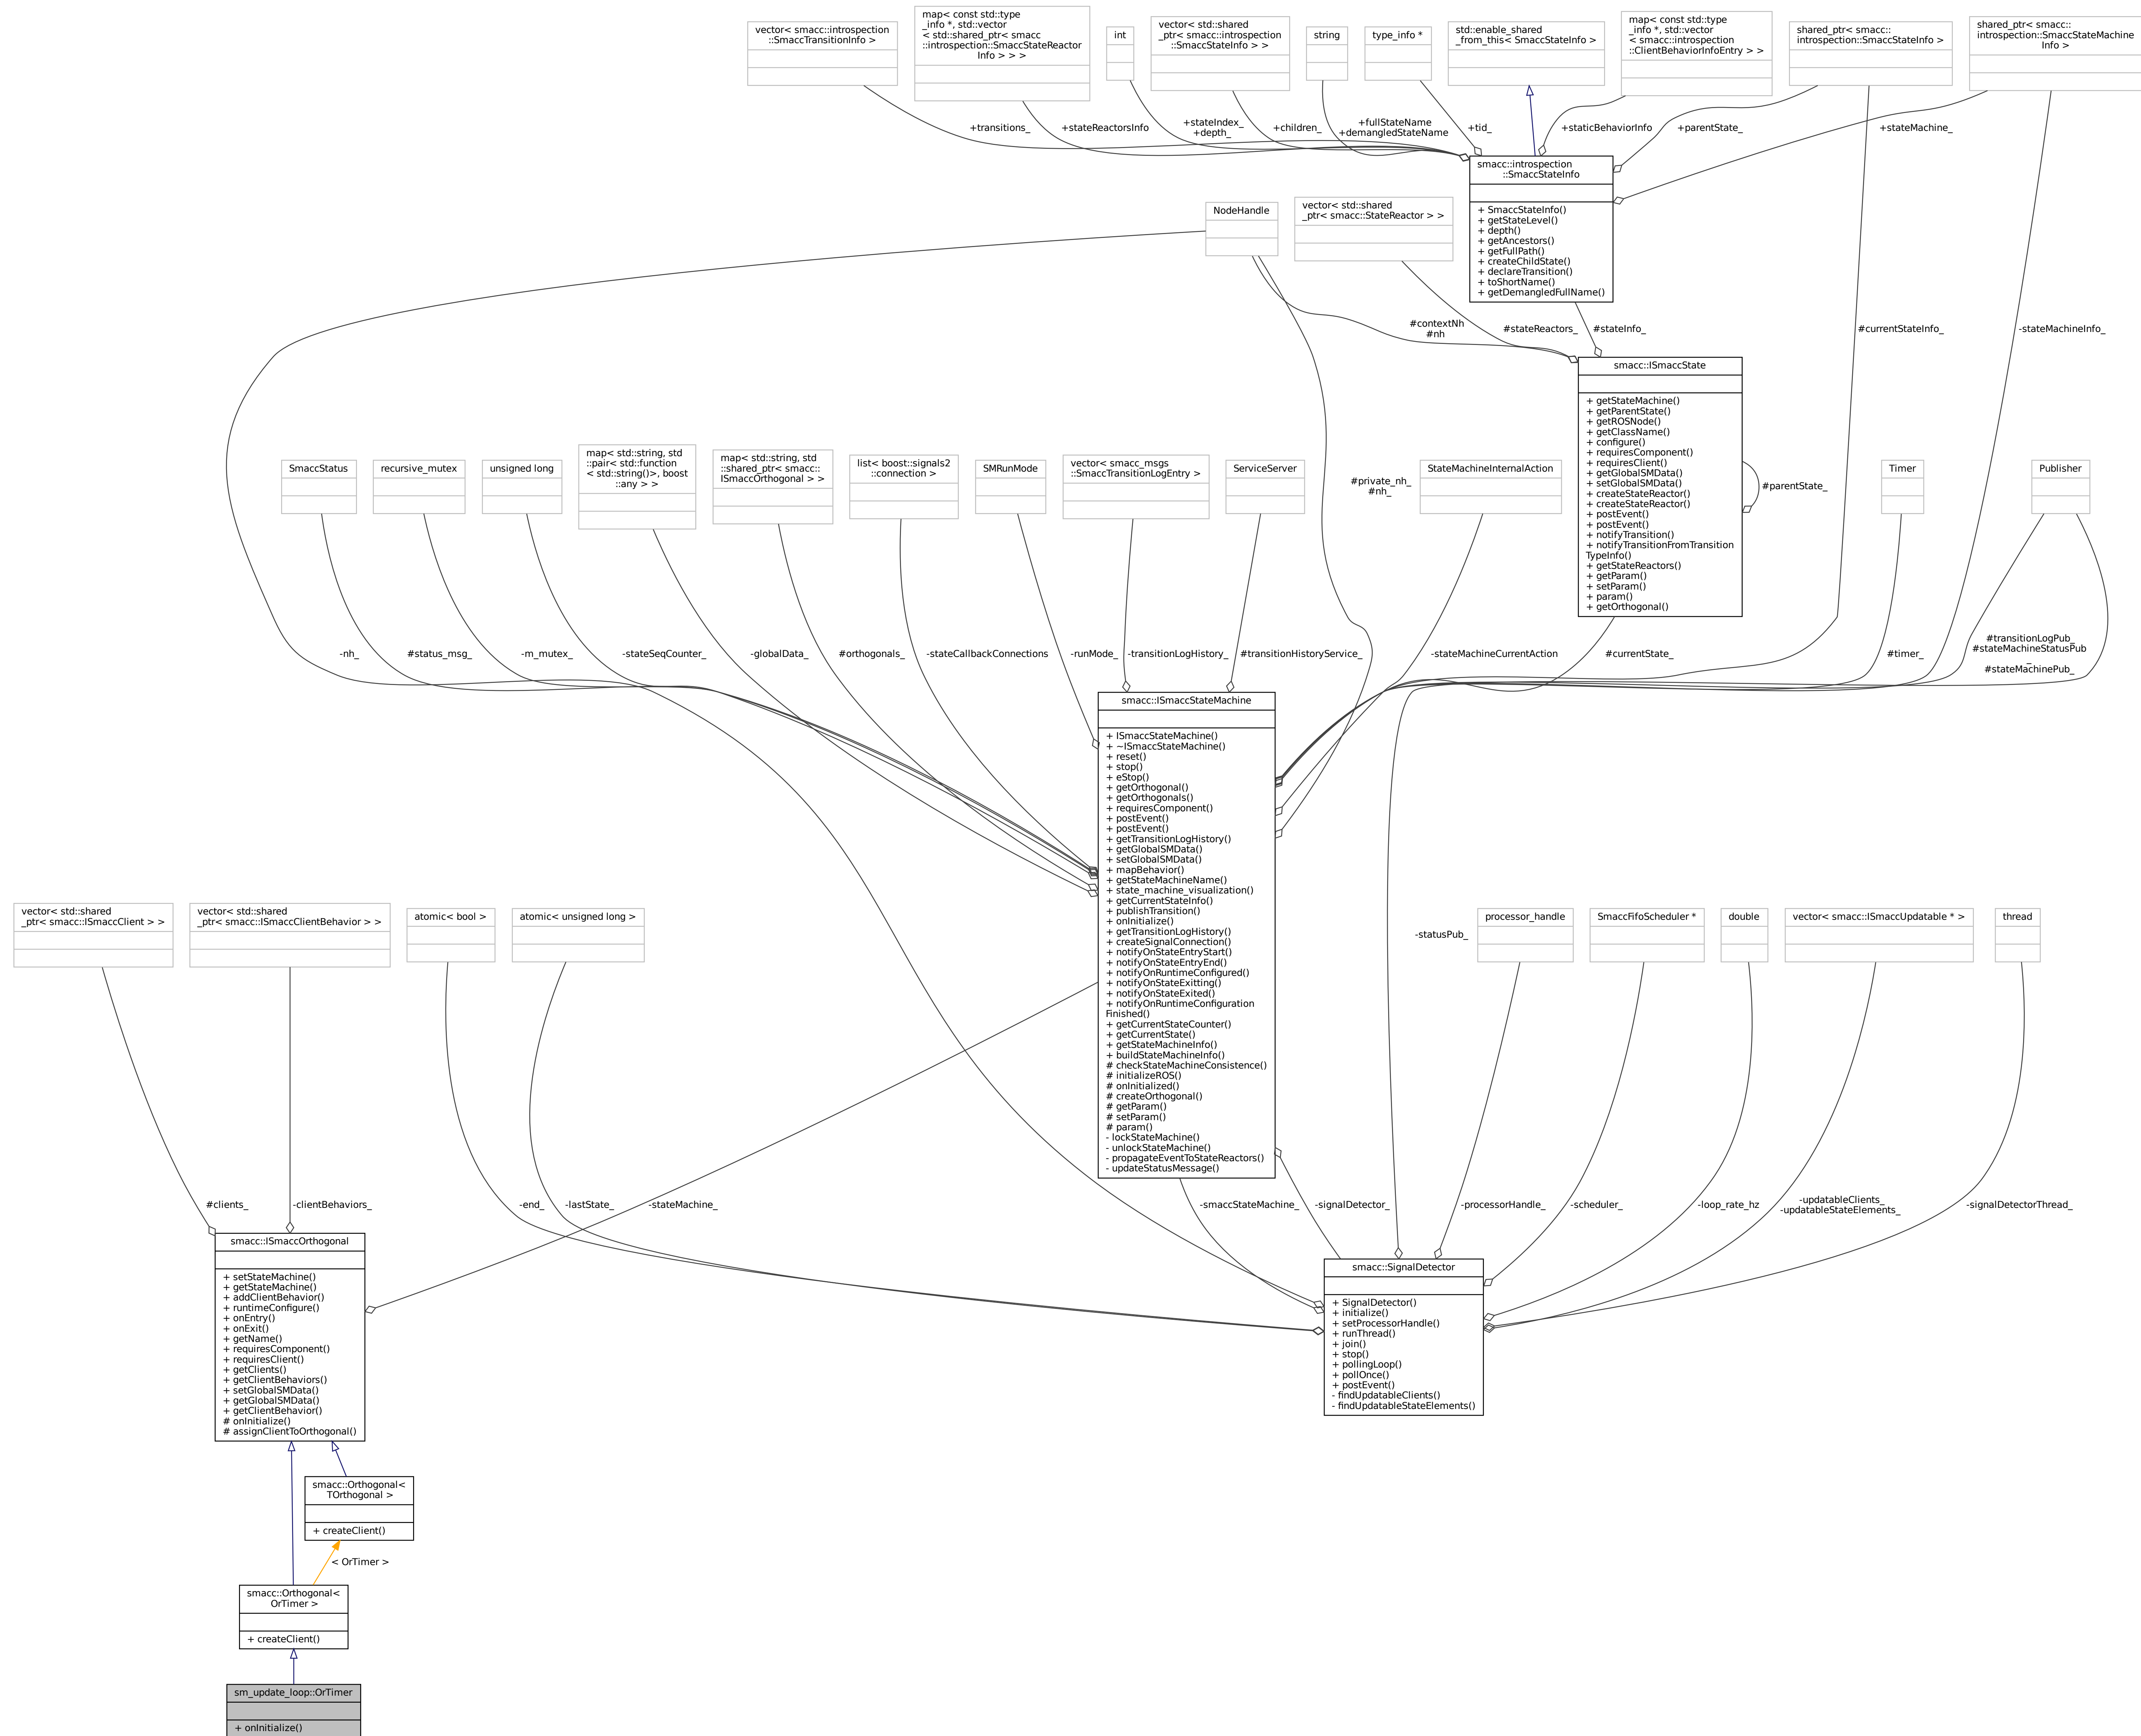 vector< smacc::introspection
::SmaccTransitionInfo >
map< const std::type
_info *, std::vector
< std::shared_ptr< smacc
::introspection::SmaccStateReactor
Info > > >
int
vector< std::shared
_ptr< smacc::introspection
::SmaccStateInfo > >
string
type_info *
std::enable_shared
_from_this< SmaccStateInfo >
map< const std::type
_info *, std::vector
< smacc::introspection
::ClientBehaviorInfoEntry > >
shared_ptr< smacc::
introspection::SmaccStateInfo >
shared_ptr< smacc::
introspection::SmaccStateMachine
Info >
+transitions_
+stateReactorsInfo
+stateIndex_
+depth_
+children_
+fullStateName
+demangledStateName
+tid_
+staticBehaviorInfo
+parentState_
+stateMachine_
smacc::introspection
::SmaccStateInfo
+ SmaccStateInfo()
+ getStateLevel()
+ depth()
+ getAncestors()
+ getFullPath()
+ createChildState()
+ declareTransition()
+ toShortName()
+ getDemangledFullName()
NodeHandle
vector< std::shared
_ptr< smacc::StateReactor > >
#contextNh
#nh
#stateReactors_
#stateInfo_
#currentStateInfo_
-stateMachineInfo_
smacc::ISmaccState
+ getStateMachine()
+ getParentState()
+ getROSNode()
+ getClassName()
+ configure()
+ requiresComponent()
+ requiresClient()
+ getGlobalSMData()
+ setGlobalSMData()
+ createStateReactor()
+ createStateReactor()
+ postEvent()
+ postEvent()
+ notifyTransition()
+ notifyTransitionFromTransition
TypeInfo()
+ getStateReactors()
+ getParam()
+ setParam()
+ param()
+ getOrthogonal()
#parentState_
SmaccStatus
recursive_mutex
unsigned long
map< std::string, std
::pair< std::function
< std::string()>, boost
::any > >
map< std::string, std
::shared_ptr< smacc::
ISmaccOrthogonal > >
list< boost::signals2
::connection >
SMRunMode
vector< smacc_msgs
::SmaccTransitionLogEntry >
ServiceServer
#private_nh_
#nh_
StateMachineInternalAction
Timer
Publisher
-nh_
#status_msg_
-m_mutex_
-stateSeqCounter_
-globalData_
#orthogonals_
-stateCallbackConnections
-runMode_
-transitionLogHistory_
#transitionHistoryService_
-stateMachineCurrentAction
#currentState_
#timer_
#transitionLogPub_
#stateMachineStatusPub
_
#stateMachinePub_
smacc::ISmaccStateMachine
+ ISmaccStateMachine()
+ ~ISmaccStateMachine()
+ reset()
+ stop()
+ eStop()
+ getOrthogonal()
+ getOrthogonals()
+ requiresComponent()
+ postEvent()
+ postEvent()
+ getTransitionLogHistory()
+ getGlobalSMData()
+ setGlobalSMData()
+ mapBehavior()
+ getStateMachineName()
+ state_machine_visualization()
+ getCurrentStateInfo()
+ publishTransition()
+ onInitialize()
+ getTransitionLogHistory()
+ createSignalConnection()
+ notifyOnStateEntryStart()
+ notifyOnStateEntryEnd()
+ notifyOnRuntimeConfigured()
+ notifyOnStateExitting()
+ notifyOnStateExited()
+ notifyOnRuntimeConfiguration
Finished()
+ getCurrentStateCounter()
+ getCurrentState()
+ getStateMachineInfo()
+ buildStateMachineInfo()
# checkStateMachineConsistence()
# initializeROS()
# onInitialized()
# createOrthogonal()
# getParam()
# setParam()
# param()
- lockStateMachine()
- unlockStateMachine()
- propagateEventToStateReactors()
- updateStatusMessage()
vector< std::shared
_ptr< smacc::ISmaccClient > >
vector< std::shared
_ptr< smacc::ISmaccClientBehavior > >
atomic< bool >
atomic< unsigned long >
-statusPub_
processor_handle
SmaccFifoScheduler *
double
vector< smacc::ISmaccUpdatable * >
thread
#clients_
-clientBehaviors_
-end_
-lastState_
-stateMachine_
-smaccStateMachine_
-signalDetector_
-processorHandle_
-scheduler_
-loop_rate_hz
-updatableClients_
-updatableStateElements_
-signalDetectorThread_
smacc::ISmaccOrthogonal
+ setStateMachine()
+ getStateMachine()
+ addClientBehavior()
+ runtimeConfigure()
+ onEntry()
+ onExit()
+ getName()
+ requiresComponent()
+ requiresClient()
+ getClients()
+ getClientBehaviors()
+ setGlobalSMData()
+ getGlobalSMData()
+ getClientBehavior()
# onInitialize()
# assignClientToOrthogonal()
smacc::SignalDetector
+ SignalDetector()
+ initialize()
+ setProcessorHandle()
+ runThread()
+ join()
+ stop()
+ pollingLoop()
+ pollOnce()
+ postEvent()
- findUpdatableClients()
- findUpdatableStateElements()
smacc::Orthogonal<
TOrthogonal >
+ createClient()
< OrTimer >
smacc::Orthogonal<
OrTimer >
+ createClient()
sm_update_loop::OrTimer
+ onInitialize()